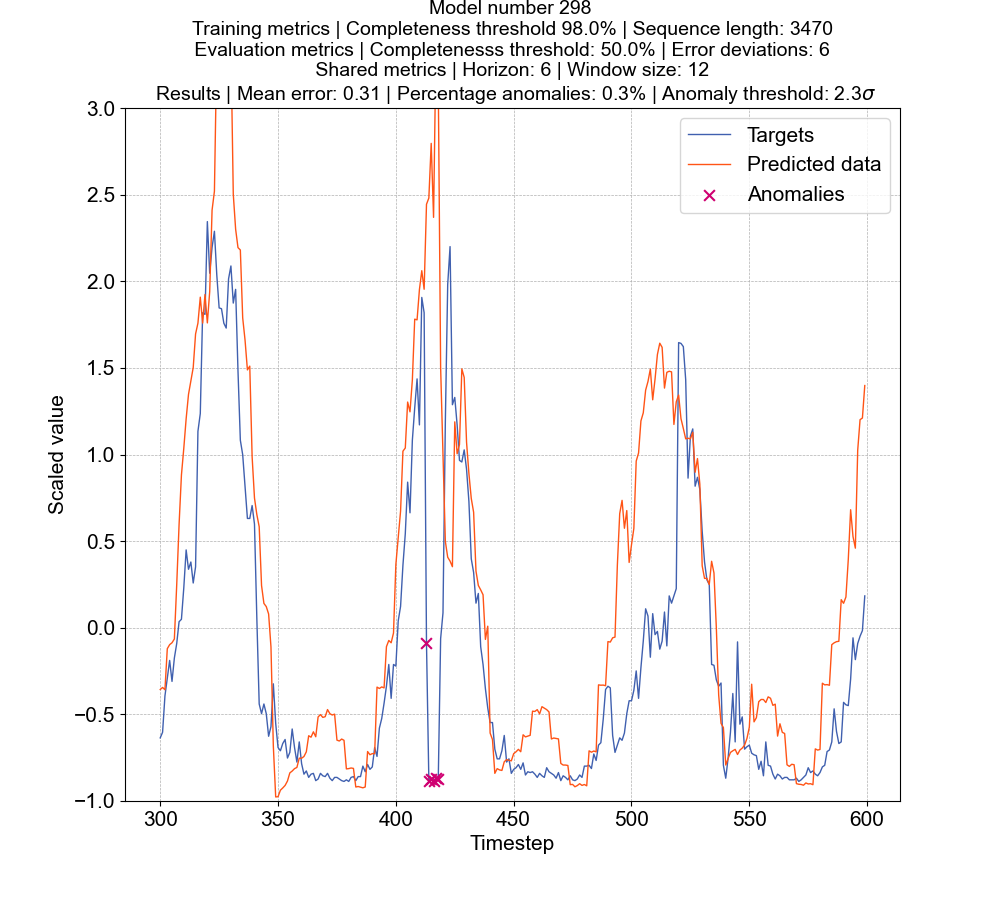 Model number 298
Training metrics | Completeness threshold 98.0% | Sequence length: 3470
Evaluation metrics | Completenesss threshold: 50.0% | Error deviations: 6
Shared metrics | Horizon: 6 | Window size: 12
Results | Mean error: 0.31 | Percentage anomalies: 0.3% | Anomaly threshold: 2.3σ
Targets
Predicted data
Anomalies
Scaled value
3.0
2.5
2.0
1.5
1.0
0.5
0.0
−0.5
−1.0
300 350 400 450 500 550 600
Timestep